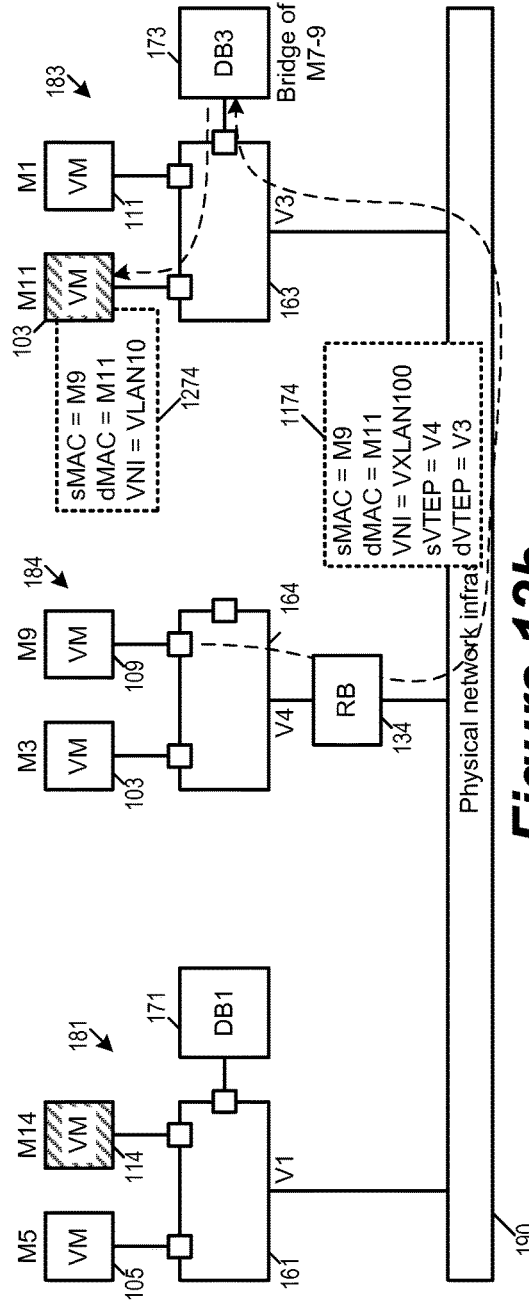 M5
M14
181
M3
M9
184
M11
M1
183
VM
VM
VM
VM
VM
VM
105
114
103
109
103
111
DB1
171
sMAC = M9
dMAC = M11
VNI = VLAN10
1274
DB3
173
Bridge of
M7-9
161
V1
V4
164
163
V3
RB
134
sMAC = M9
dMAC = M11
VNI = VXLAN100
sVTEP = V4
dVTEP = V3
1174
Physical network infras
190
Figure 12b